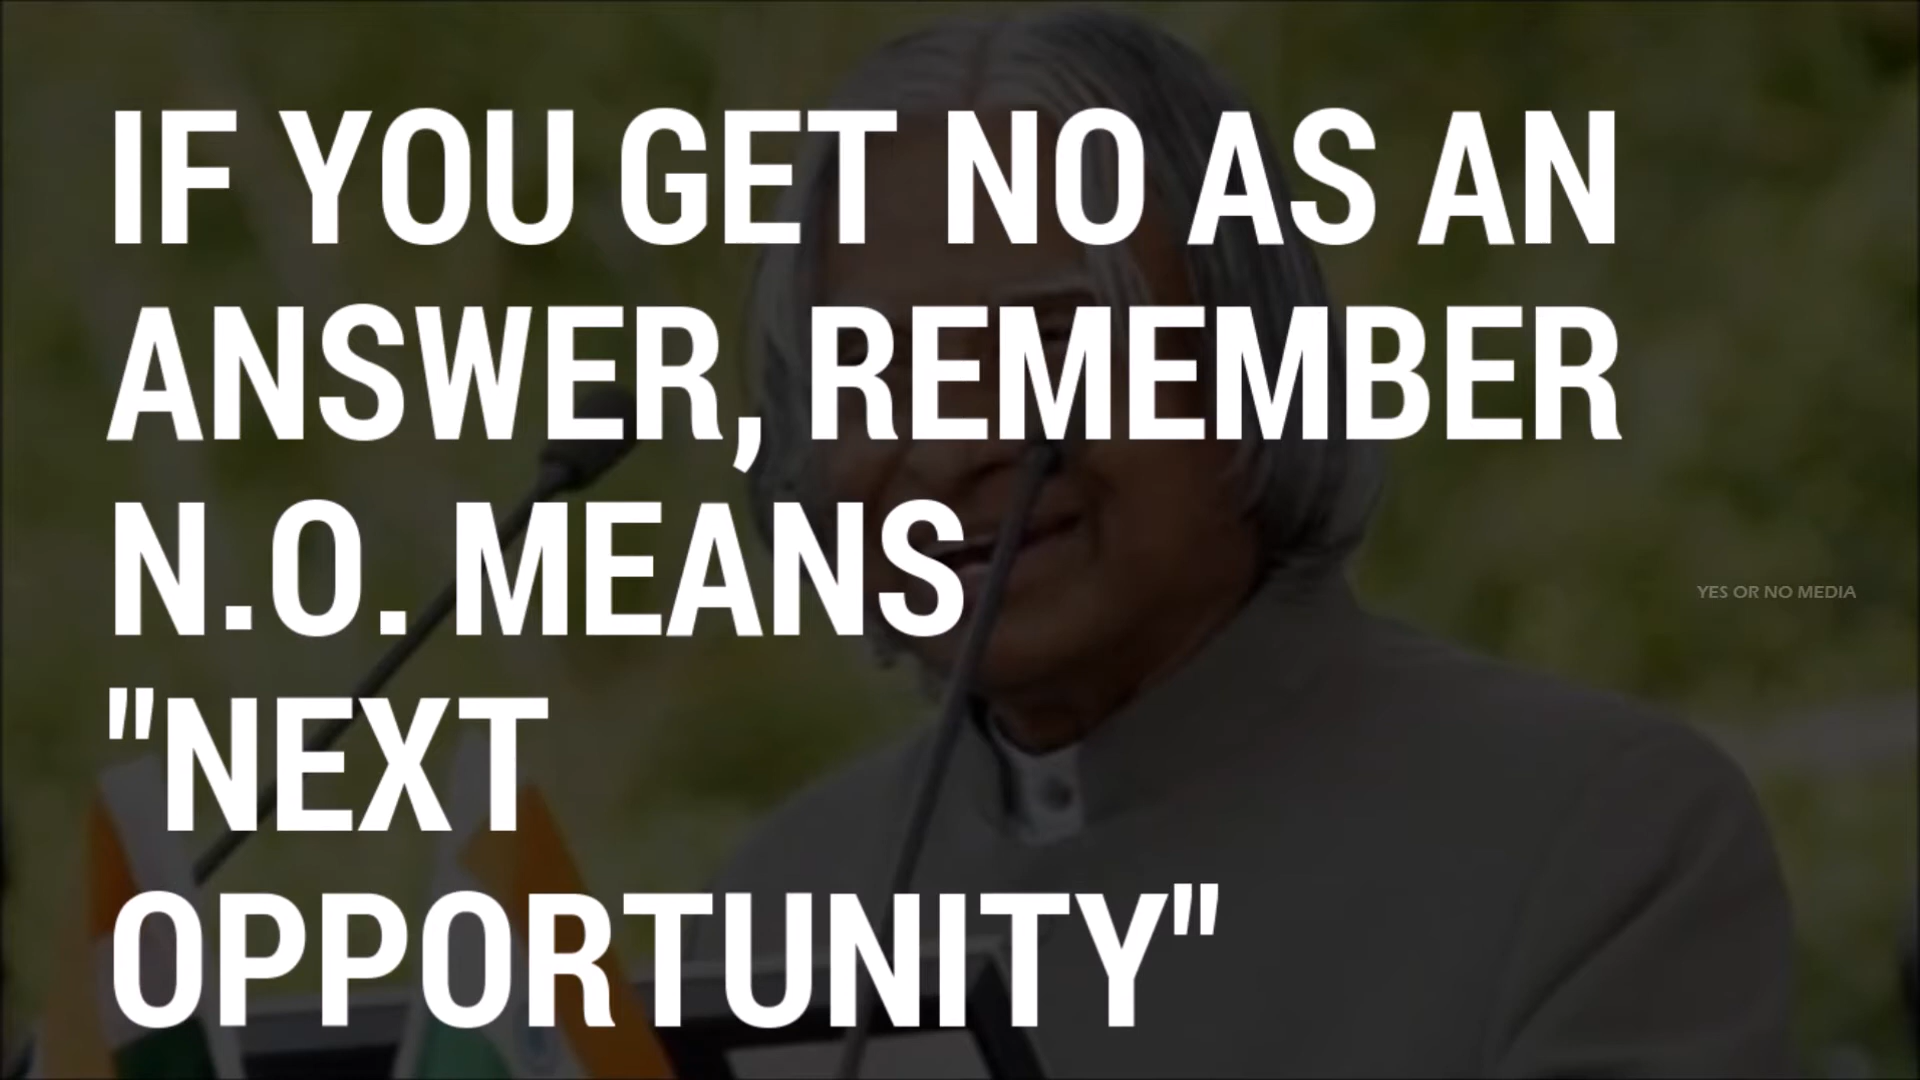 IF YOU GET NO AS AN
ANSWER, REMEMBER
N.O. MEANS
"NEXT
OPPORTUNITY"
YES OR NO MEDIA